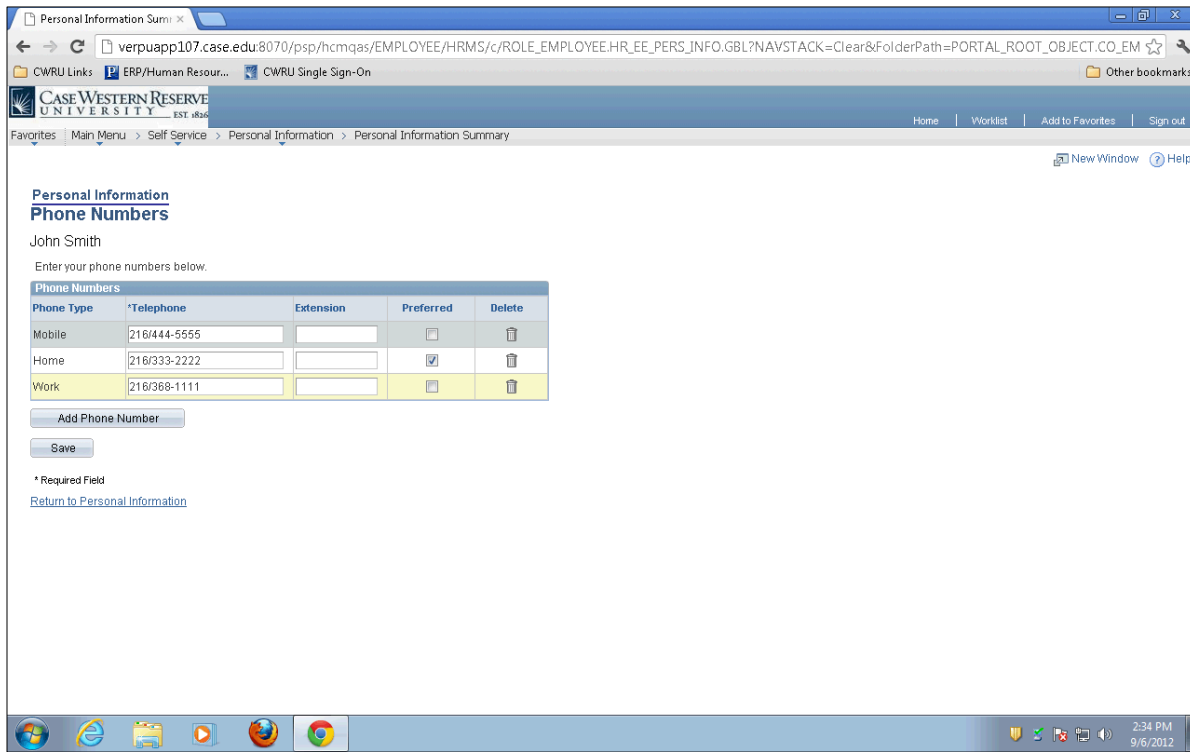 Personal Information Sum
verpuapp107.case.edu:8070/psp/hcmqas/EMPLOYEE/HRMS/c/ROLE_EMPLOYEE.HR_EE_PERS_INFO.GBL?NAVSTACK=Clear&FolderPath=PORTAL_ROOT_OBJECT.CO_EM
CWRU Links ERP/Human Resour... CWRU Single Sign-On Other bookmarks
CASE WESTERN RESERVE
UNIVERSITY EST. 1826
Home | Worklist | Add to Favorites | Sign out
Favorites Main Menu > Self Service > Personal Information > Personal Information Summary
New Window ? Help
Personal Information
Phone Numbers
John Smith
Enter your phone numbers below.
Phone Numbers
Phone Type *Telephone Extension Preferred Delete
Mobile 216/444-5555
Home 216/333-2222
Work 216/368-1111
Add Phone Number
Save
* Required Field
Return to Personal Information
2:34 PM
9/6/2012